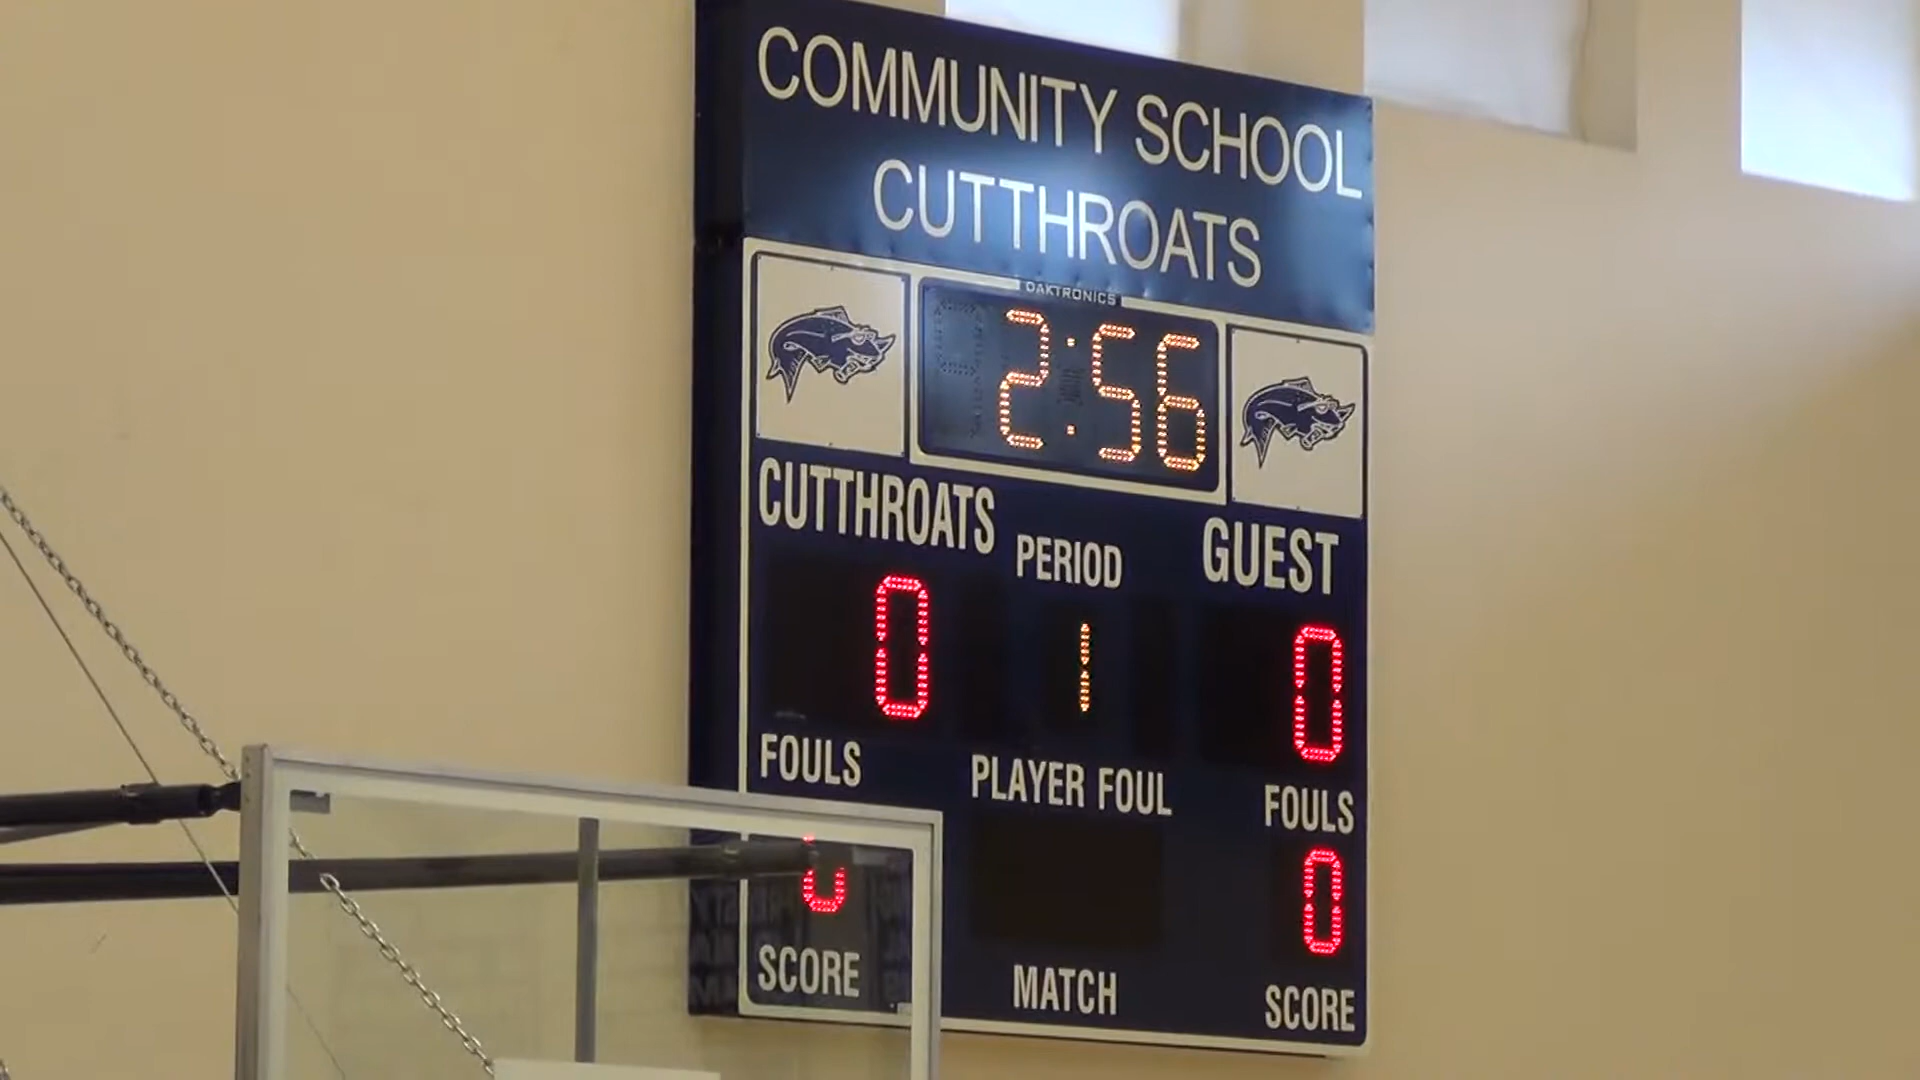 COMMUNITY SCHOOL
CUTTHROATS
DAKTRONICS
2:56
CUTTHROATS
PERIOD
GUEST
0
1
0
FOULS
PLAYER FOUL
FOULS
0
0
SCORE
MATCH
SCORE